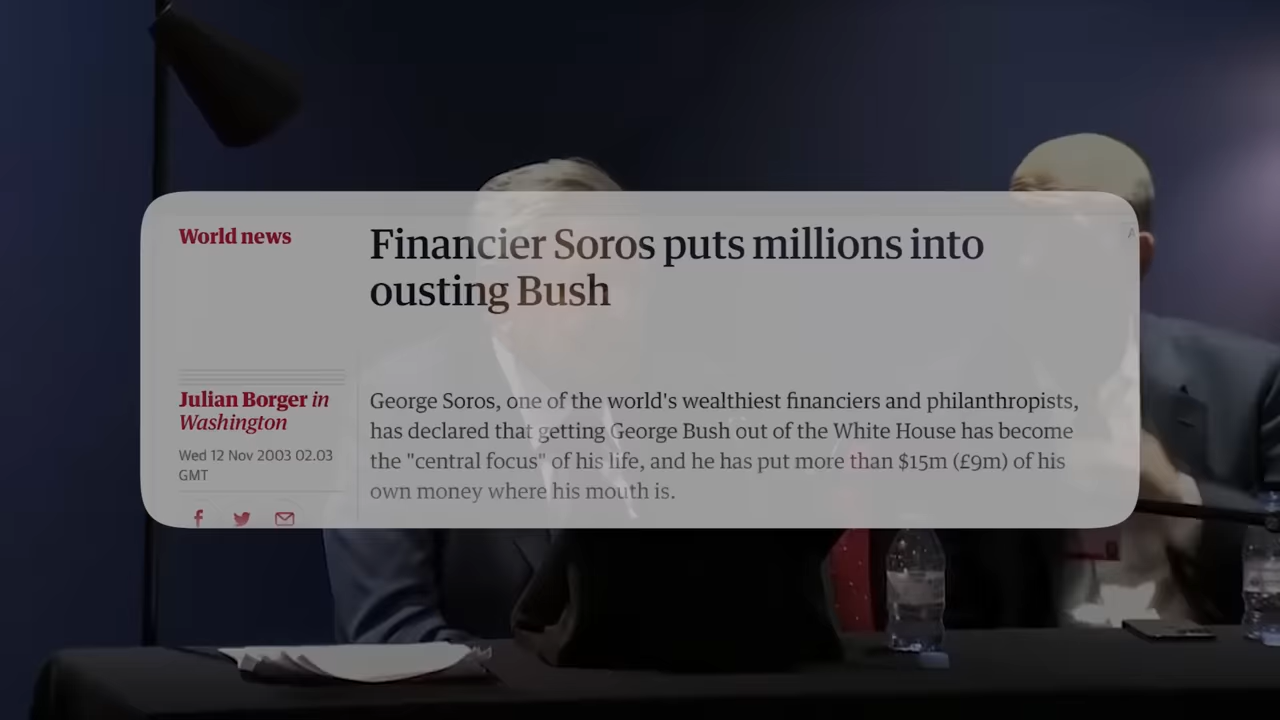 World news
Financier Soros puts millions into
ousting Bush
Julian Borger in
Washington
Wed 12 Nov 2003 02.03
GMT
George Soros, one of the world's wealthiest financiers and philanthropists,
has declared that getting George Bush out of the White House has become
the "central focus" of his life, and he has put more than $15m (£9m) of his
own money where his mouth is.
A